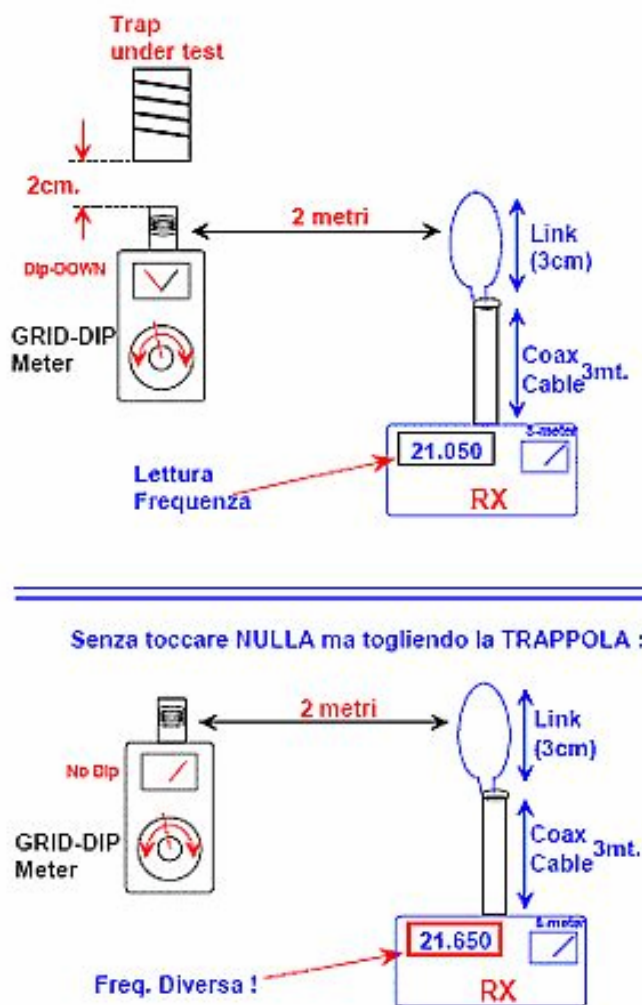 Trap
under test
2cm.
2 metri
Link
(3cm)
Dip-DOWN
GRID-DIP
Meter
Coax
Cable 3mt.
S-meter
21.050
Lettura
Frequenza
RX
Senza toccare NULLA ma togliendo la TRAPPOLA :
2 metri
Link
(3cm)
No Dip
GRID-DIP
Meter
Coax
Cable 3mt.
S-meter
21.650
Freq. Diversa !
RX